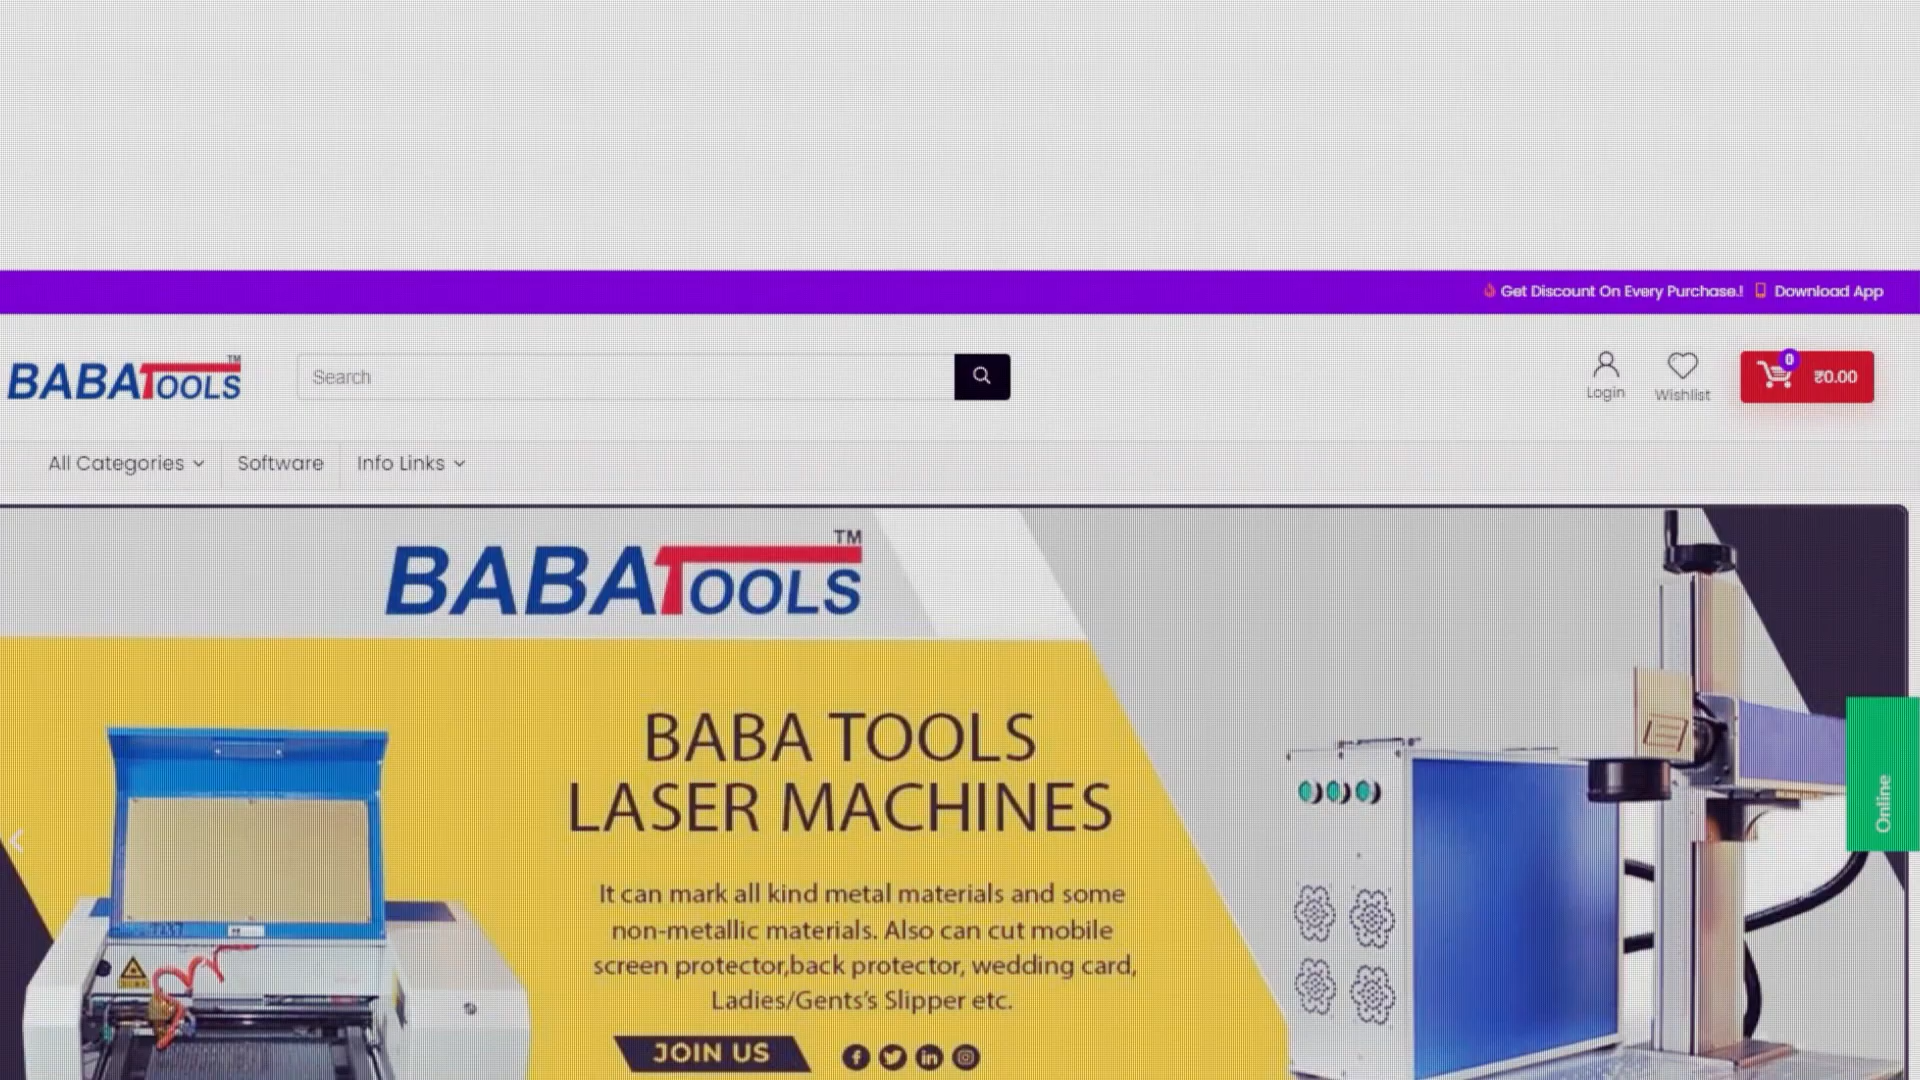 Get Discount On Every Purchase.! Download App
BABATOOLS TM
Search
Login
Wishlist
0
₹0.00
All Categories
Software
Info Links
BABATOOLS TM
BABA TOOLS
LASER MACHINES
It can mark all kind metal materials and some
non-metallic materials. Also can cut mobile
screen protector,back protector, wedding card,
Ladies/Gents's Slipper etc.
JOIN US
Online